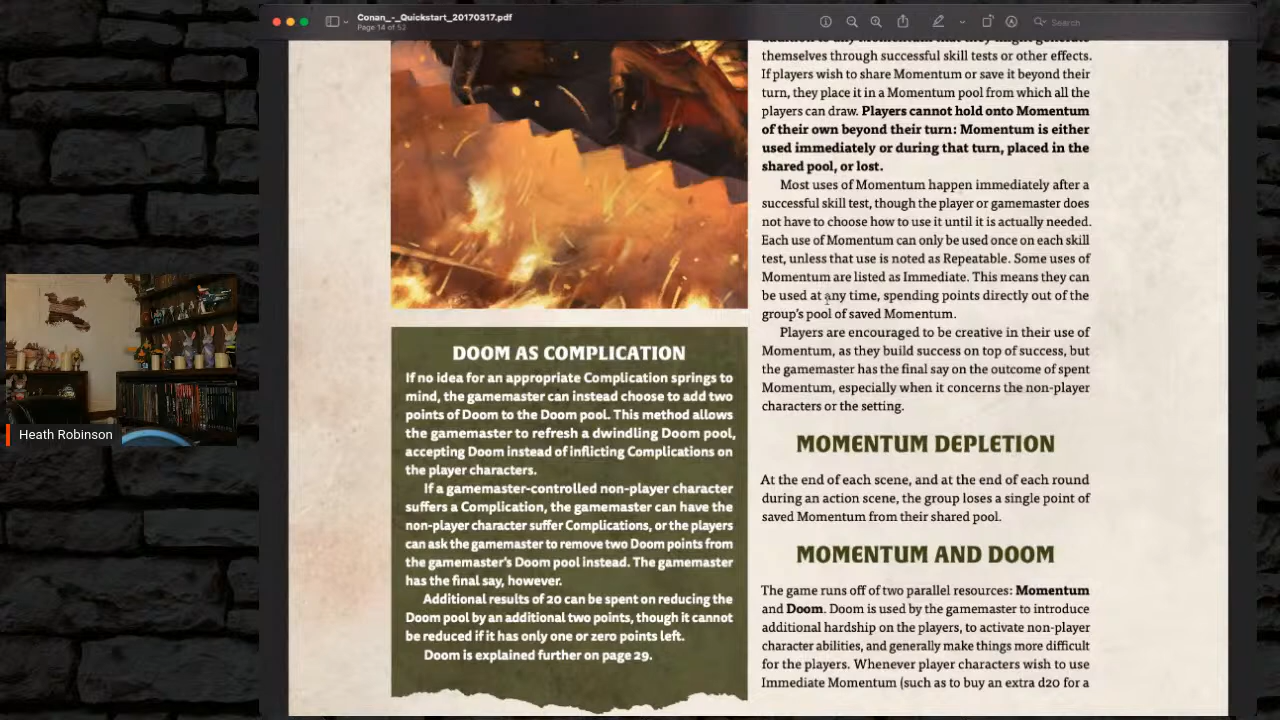 Conan_-_Quickstart_20170317.pdf
Page 14 of 52
Search
Heath Robinson
DOOM AS COMPLICATION
If no idea for an appropriate Complication springs to
mind, the gamemaster can instead choose to add two
points of Doom to the Doom pool. This method allows
the gamemaster to refresh a dwindling Doom pool,
accepting Doom instead of inflicting Complications on
the player characters.
If a gamemaster-controlled non-player character
suffers a Complication, the gamemaster can have the
non-player character suffer Complications, or the players
can ask the gamemaster to remove two Doom points from
the gamemaster's Doom pool instead. The gamemaster
has the final say, however.
Additional results of 20 can be spent on reducing the
Doom pool by an additional two points, though it cannot
be reduced if it has only one or zero points left.
Doom is explained further on page 29.
addition to any Momentum that they might generate
themselves through successful skill tests or other effects.
If players wish to share Momentum or save it beyond their
turn, they place it in a Momentum pool from which all the
players can draw. Players cannot hold onto Momentum
of their own beyond their turn: Momentum is either
used immediately or during that turn, placed in the
shared pool, or lost.
Most uses of Momentum happen immediately after a
successful skill test, though the player or gamemaster does
not have to choose how to use it until it is actually needed.
Each use of Momentum can only be used once on each skill
test, unless that use is noted as Repeatable. Some uses of
Momentum are listed as Immediate. This means they can
be used at any time, spending points directly out of the
group's pool of saved Momentum.
Players are encouraged to be creative in their use of
Momentum, as they build success on top of success, but
the gamemaster has the final say on the outcome of spent
Momentum, especially when it concerns the non-player
characters or the setting.
MOMENTUM DEPLETION
At the end of each scene, and at the end of each round
during an action scene, the group loses a single point of
saved Momentum from their shared pool.
MOMENTUM AND DOOM
The game runs off of two parallel resources: Momentum
and Doom. Doom is used by the gamemaster to introduce
additional hardship on the players, to activate non-player
character abilities, and generally make things more difficult
for the players. Whenever player characters wish to use
Immediate Momentum (such as to buy an extra d20 for a